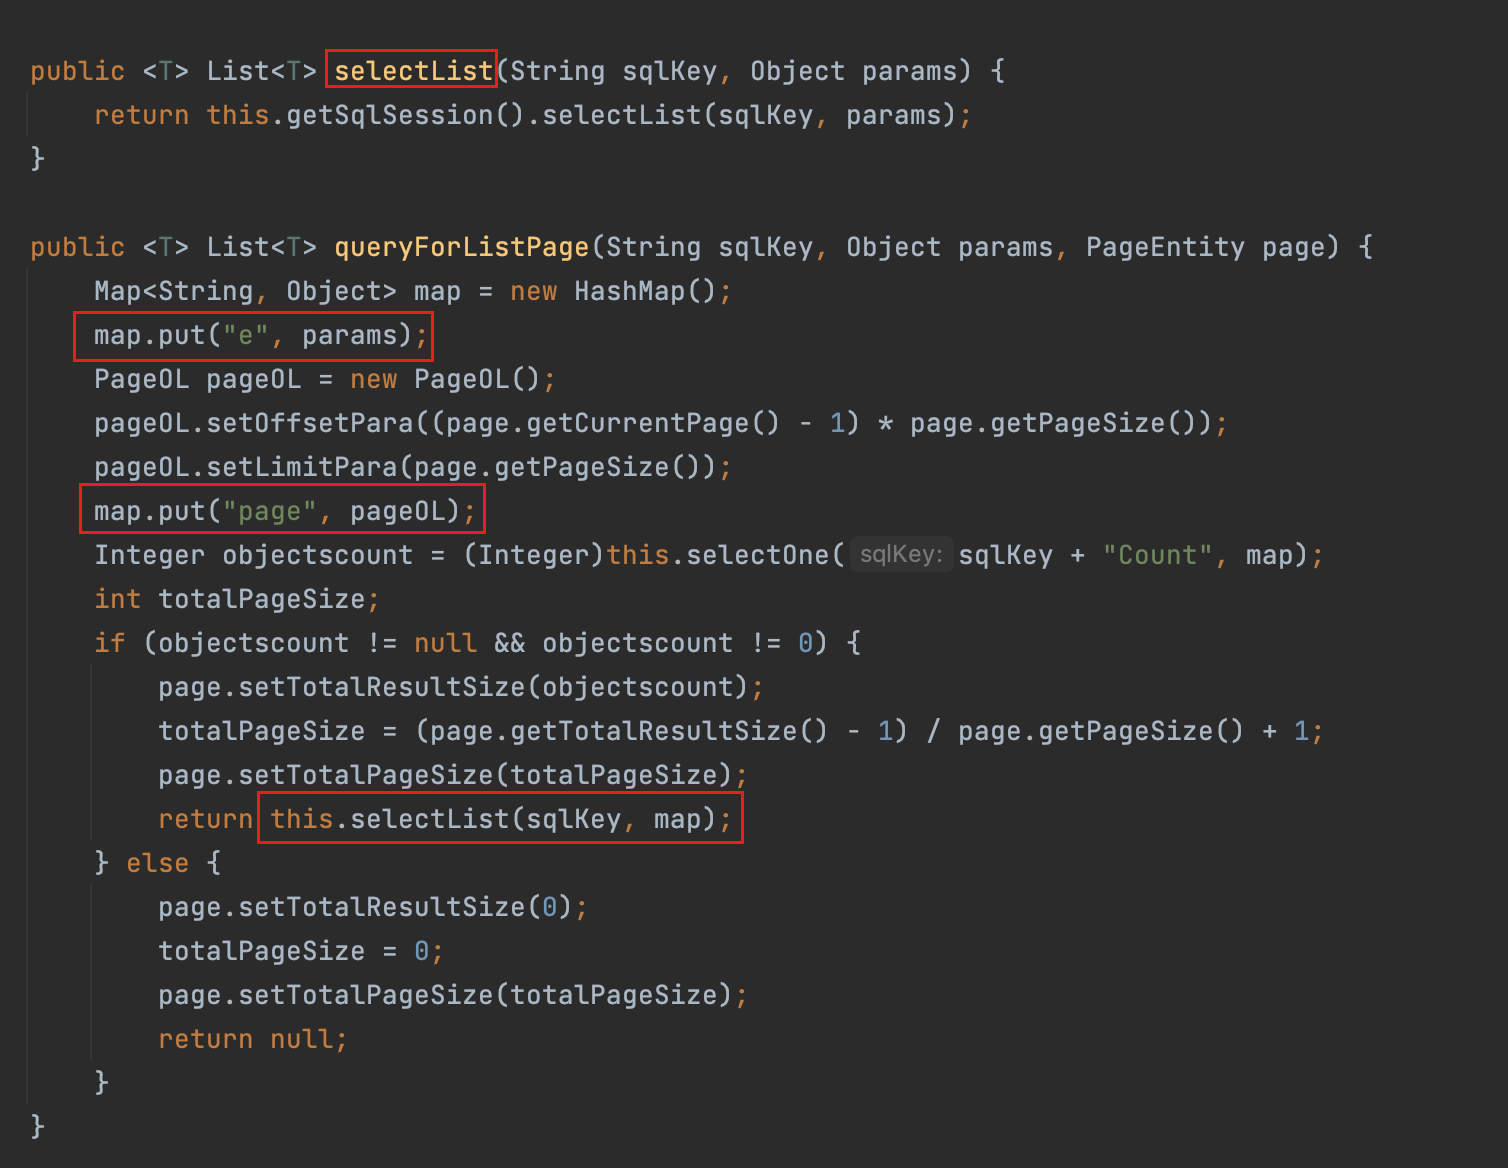 public <T> List<T> selectList(String sqlKey, Object params) {
    return this.getSqlSession().selectList(sqlKey, params);
}
public <T> List<T> queryForListPage(String sqlKey, Object params, PageEntity page) {
    Map<String, Object> map = new HashMap();
    map.put("e", params);
    PageOL pageOL = new PageOL();
    pageOL.setOffsetPara((page.getCurrentPage() - 1) * page.getPageSize());
    pageOL.setLimitPara(page.getPageSize());
    map.put("page", pageOL);
    Integer objectscount = (Integer)this.selectOne( sqlKey: sqlKey + "Count", map);
    int totalPageSize;
    if (objectscount != null && objectscount != 0) {
        page.setTotalResultSize(objectscount);
        totalPageSize = (page.getTotalResultSize() - 1) / page.getPageSize() + 1;
        page.setTotalPageSize(totalPageSize);
        return this.selectList(sqlKey, map);
    } else {
        page.setTotalResultSize(0);
        totalPageSize = 0;
        page.setTotalPageSize(totalPageSize);
        return null;
    }
}